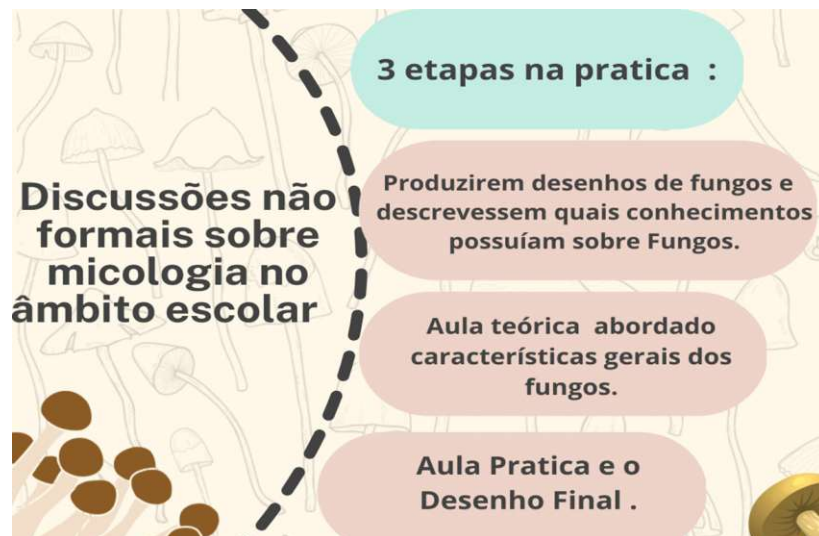 Discussões não
formais sobre
micologia no
âmbito escolar
3 etapas na pratica :
Produzirem desenhos de fungos e
descrevessem quais conhecimentos
possuíam sobre Fungos.
Aula teórica abordado
características gerais dos
fungos.
Aula Pratica e o
Desenho Final .